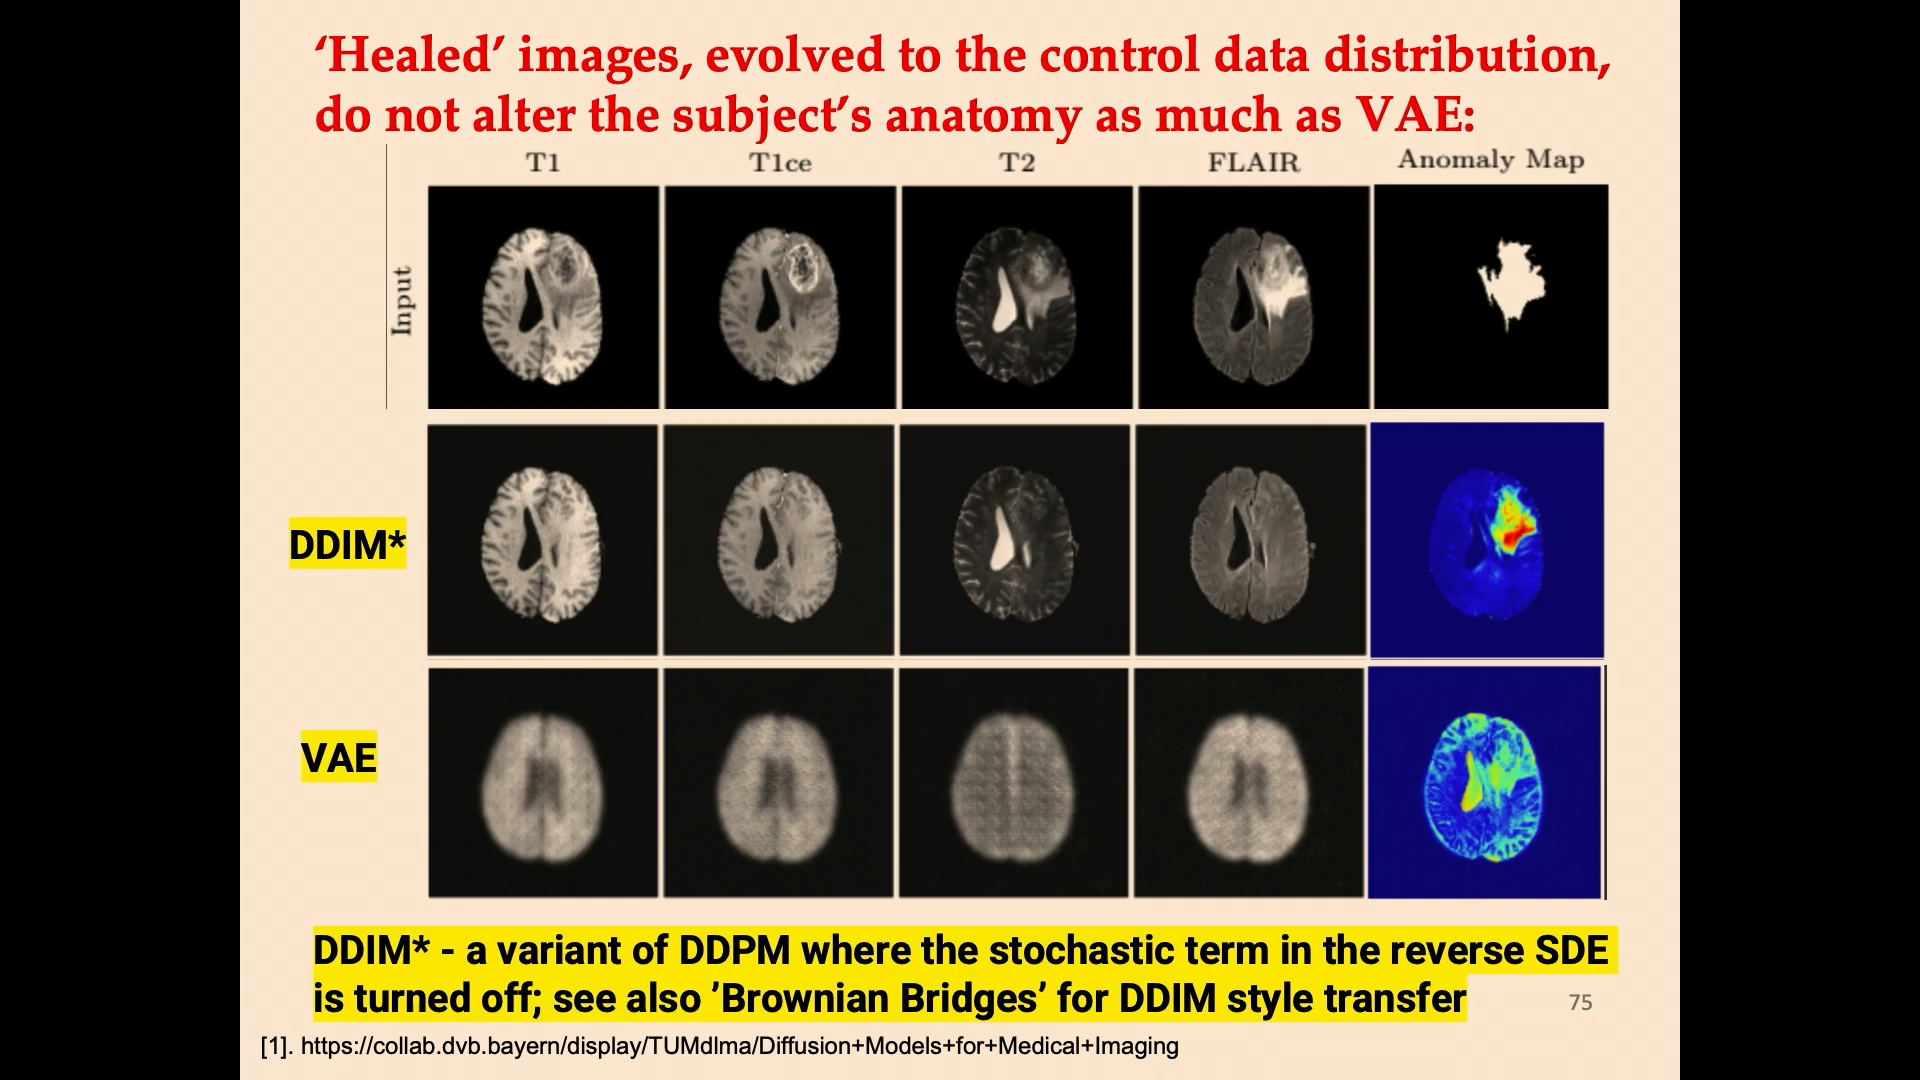 ‘Healed’ images, evolved to the control data distribution,
do not alter the subject’s anatomy as much as VAE:
T1 T1ce T2 FLAIR Anomaly Map
Input
DDIM*
VAE
DDIM* - a variant of DDPM where the stochastic term in the reverse SDE
is turned off; see also ’Brownian Bridges’ for DDIM style transfer
75
[1]. https://collab.dvb.bayern/display/TUMdlma/Diffusion+Models+for+Medical+Imaging